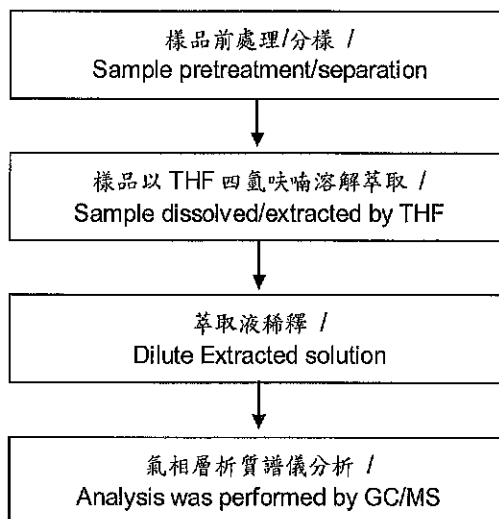 樣品前處理/分樣 /
Sample pretreatment/separation
樣品以 THF 四氫呋喃溶解萃取 /
Sample dissolved/extracted by THF
萃取液稀釋 /
Dilute Extracted solution
氣相層析質譜儀分析 /
Analysis was performed by GC/MS